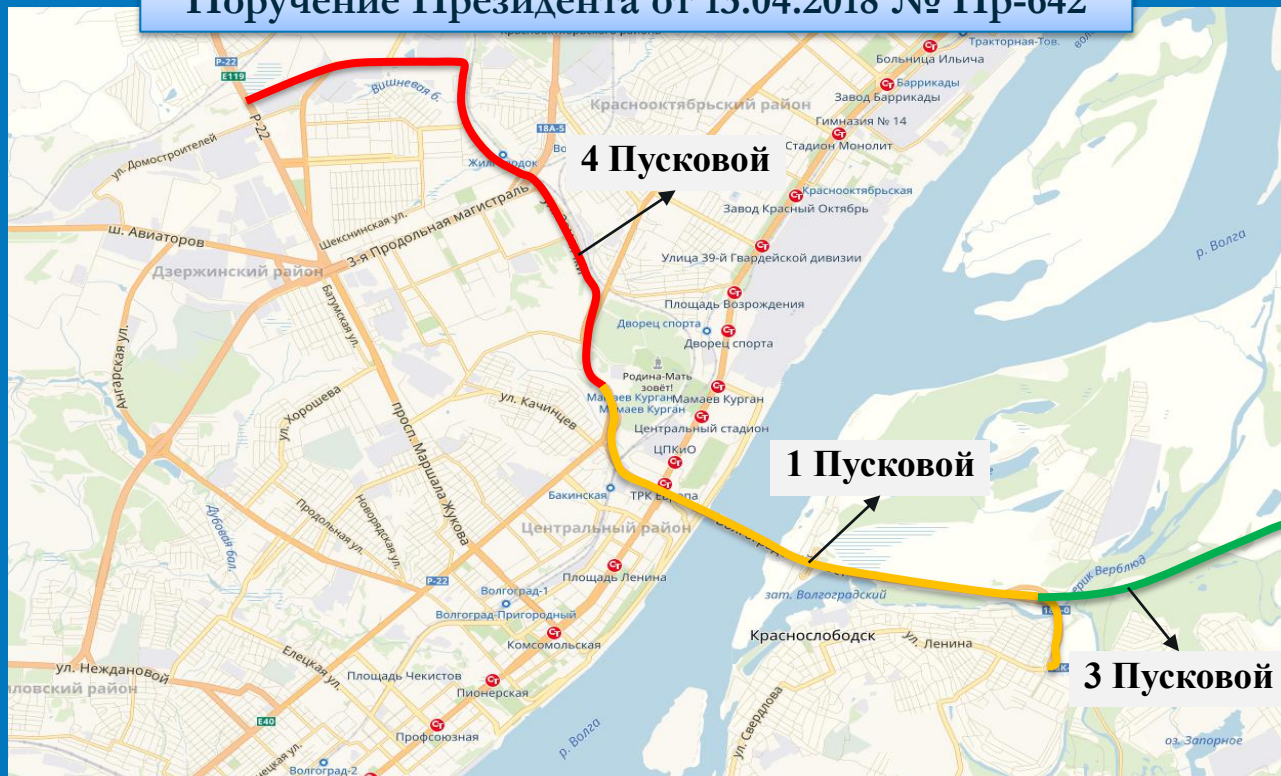 Поручение Президента от 15.04.2018 № Пр-642
Р-22
Е119
Вишневая б.
Тракторная-Тов.
Больница Ильича
Баррикады
Завод Баррикады
Краснооктябрьский район
Гимназия № 14
18А-5
Стадион Монолит
ул. Домостроителей
Р-22
4 Пусковой
Краснооктябрьская
Завод Красный Октябрь
Шекснинская ул.
3-я Продольная магистраль
ш. Авиаторов
р. Волга
Улица 39-й Гвардейской дивизии
Дзержинский район
Площадь Возрождения
Батумская ул.
Дворец спорта
Дворец спорта
Ангарская ул.
Родина-Мать
зовёт!
Мамаев Курган
Мамаев Курган
Мамаев Курган
ул. Качинцев
ул. Хорошева
Центральный стадион
просп. Маршала Жукова
ЦПКиО
1 Пусковой
Бакинская
ТРК Европа
Продольная ул.
Новорядская ул.
Дубовая бал.
Центральный район
ерик Верблюд
Площадь Ленина
Р-22
Волгоград-1
зат. Волгоградский
Волгоград-Пригородный
Комсомольская
Краснослободск
ул. Ленина
ул. Неждановой
Елецкая ул.
Площадь Чекистов
3 Пусковой
Пионерская
ул. Свердлова
Е40
Профсоюзная
р. Волга
оз. Запорное
Волгоград-2